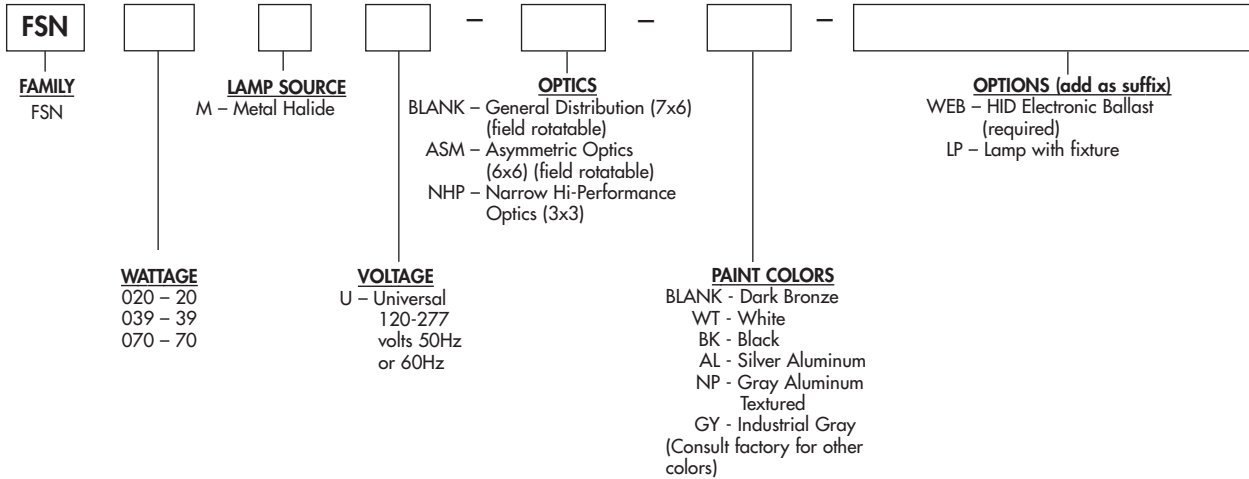 FSN
–
–
–
FAMILY
FSN
LAMP SOURCE
M – Metal Halide
OPTICS
BLANK – General Distribution (7x6)
(field rotatable)
ASM – Asymmetric Optics
(6x6) (field rotatable)
NHP – Narrow Hi-Performance
Optics (3x3)
OPTIONS (add as suffix)
WEB – HID Electronic Ballast
(required)
LP – Lamp with fixture
WATTAGE
020 – 20
039 – 39
070 – 70
VOLTAGE
U – Universal
120-277
volts 50Hz
or 60Hz
PAINT COLORS
BLANK - Dark Bronze
WT - White
BK - Black
AL - Silver Aluminum
NP - Gray Aluminum
Textured
GY - Industrial Gray
(Consult factory for other
colors)